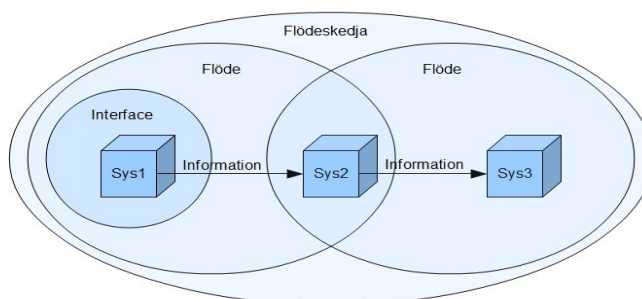 Flödeskedja
Flöde
Flöde
Interface
Sys1
Information
Sys2
Information
Sys3